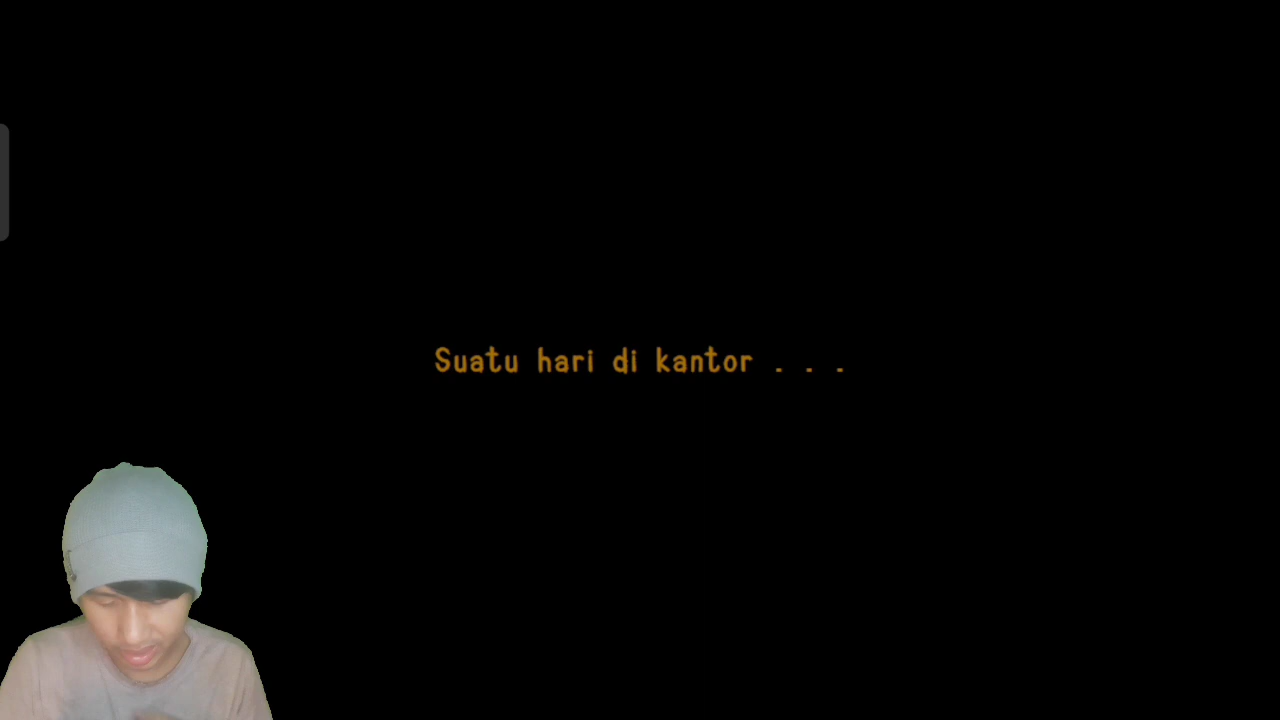 Suatu hari di kantor . . .